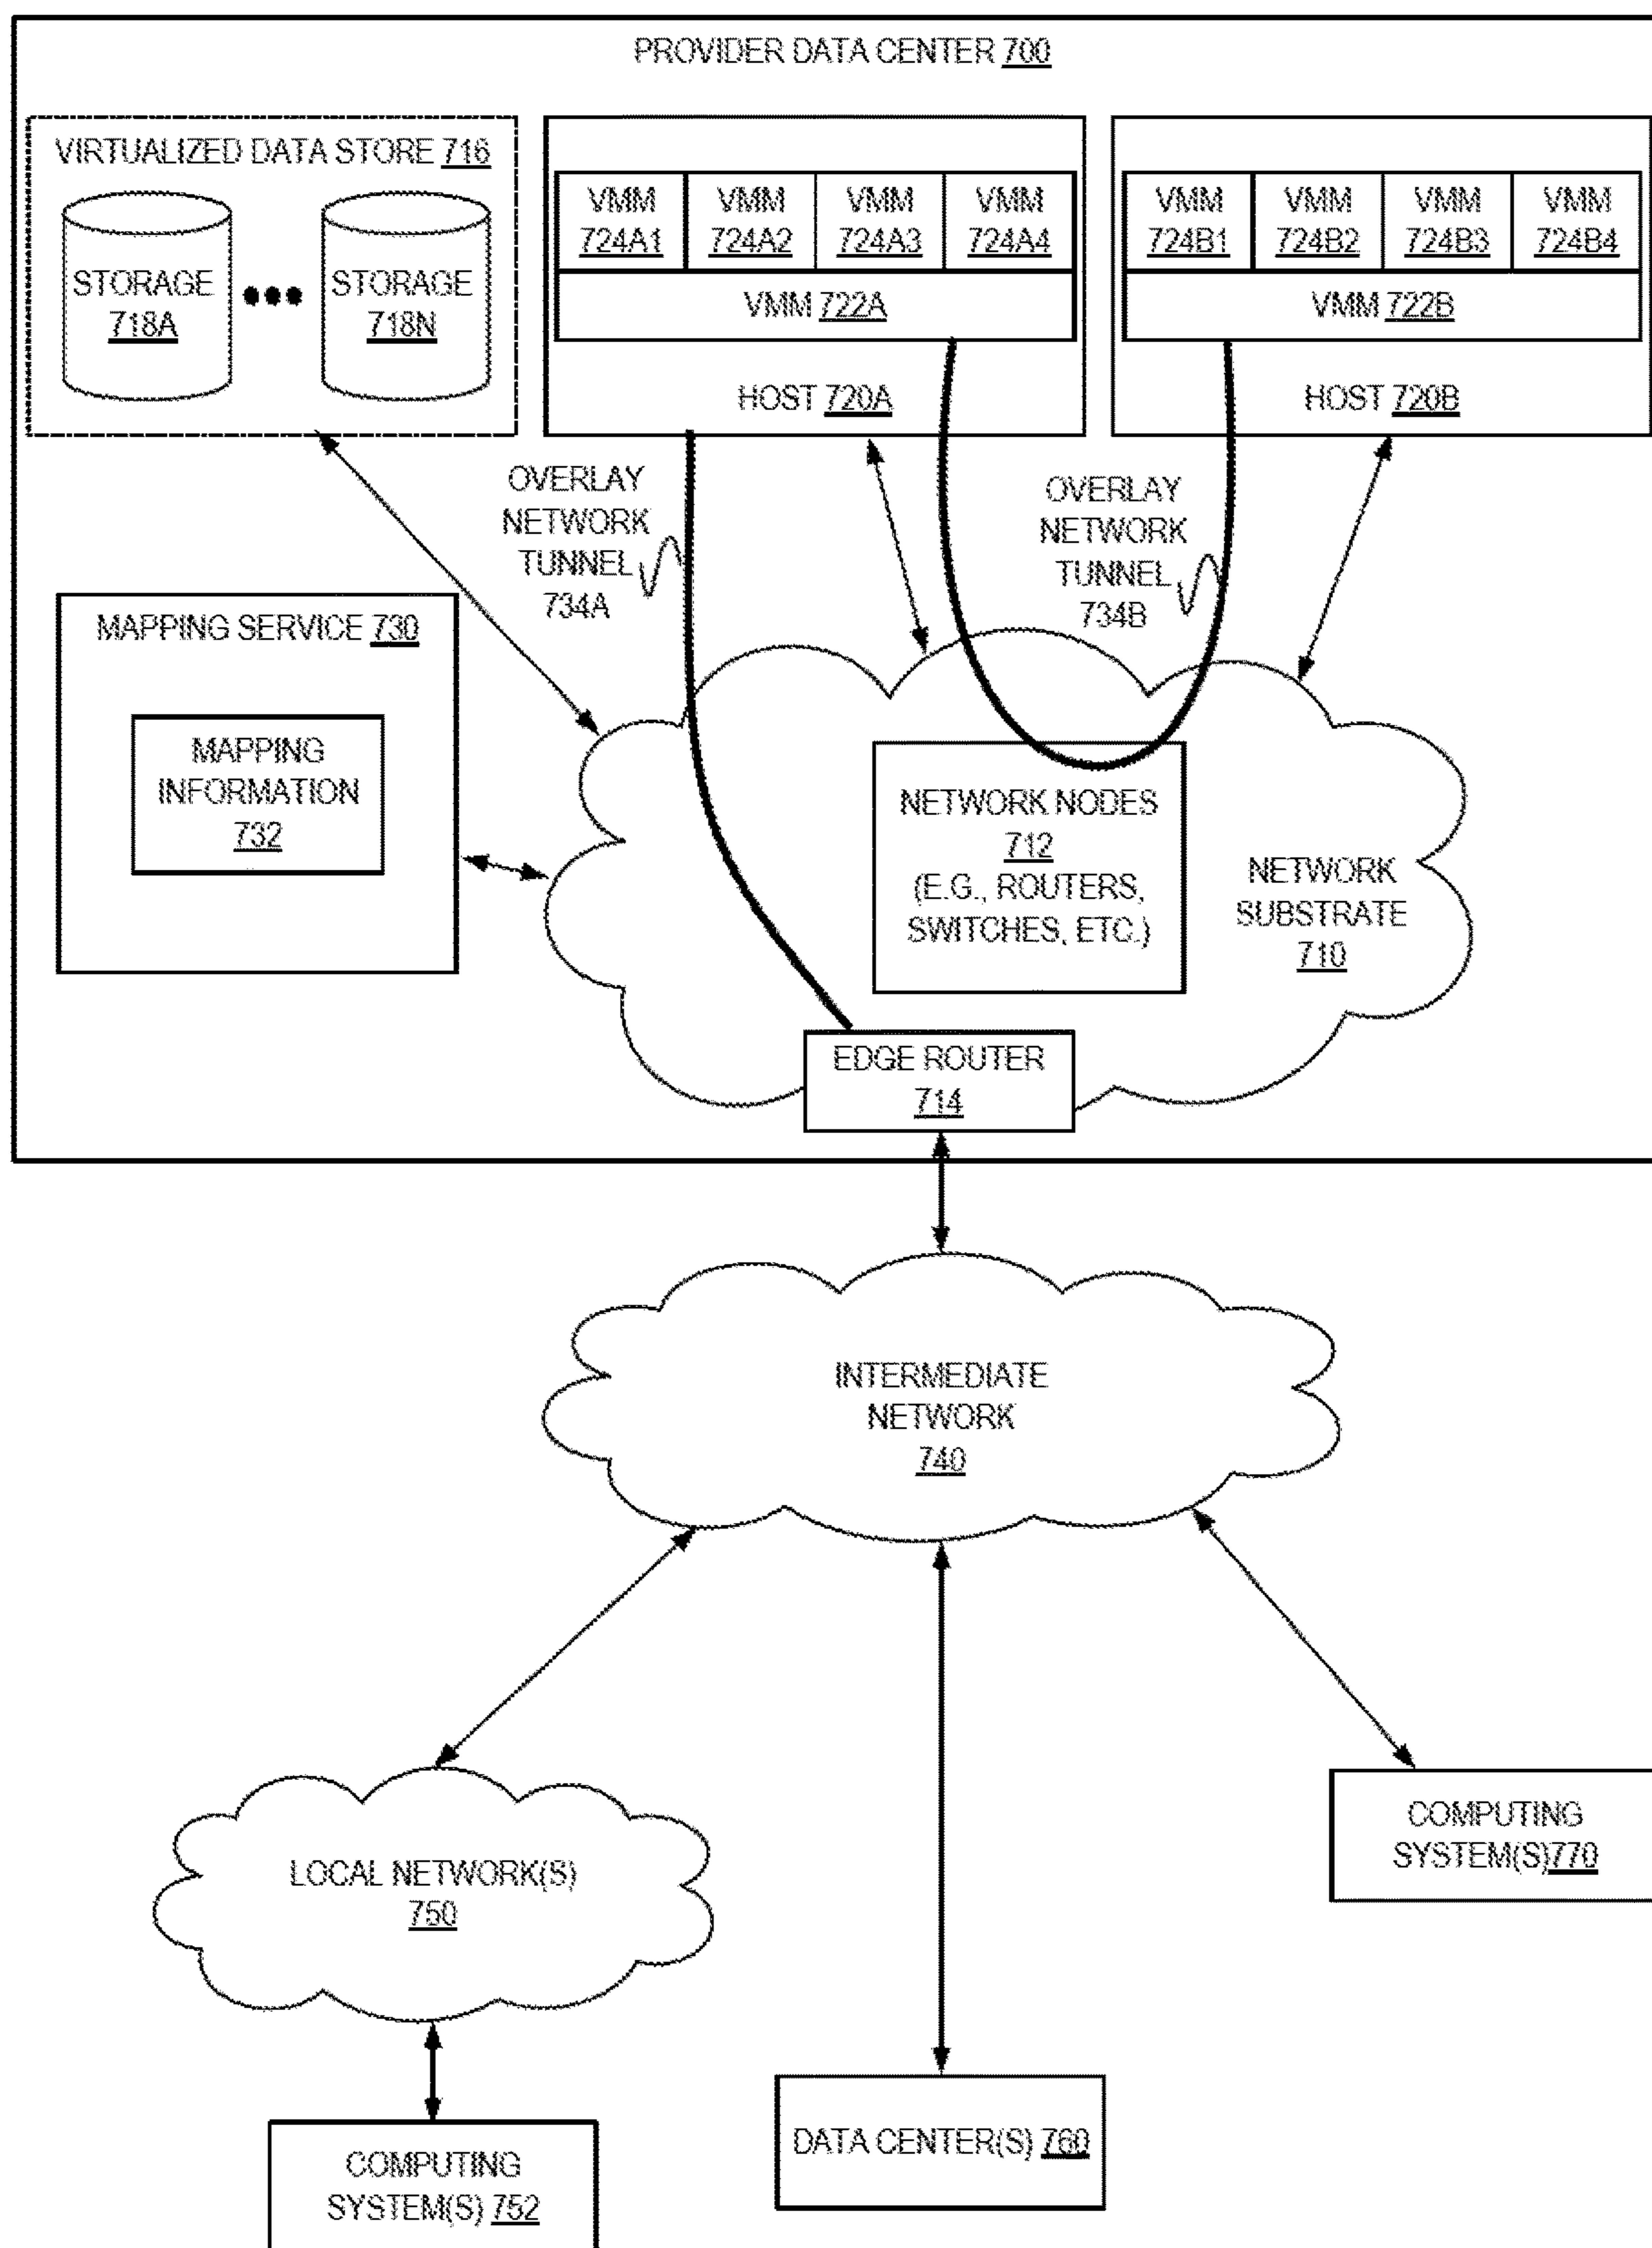 PROVIDER DATA CENTER 700
VIRTUALIZED DATA STORE 716
STORAGE
718A
STORAGE
718N
VMM
724A1
VMM
724A2
VMM
724A3
VMM
724A4
VMM 722A
HOST 720A
VMM
724B1
VMM
724B2
VMM
724B3
VMM
724B4
VMM 722B
HOST 720B
OVERLAY
NETWORK
TUNNEL
734A
OVERLAY
NETWORK
TUNNEL
734B
MAPPING SERVICE 730
MAPPING
INFORMATION
732
NETWORK NODES
712
(E.G., ROUTERS,
SWITCHES, ETC.)
NETWORK
SUBSTRATE
710
EDGE ROUTER
714
INTERMEDIATE
NETWORK
740
LOCAL NETWORK(S)
750
COMPUTING
SYSTEM(S)770
DATA CENTER(S) 760
COMPUTING
SYSTEM(S) 752